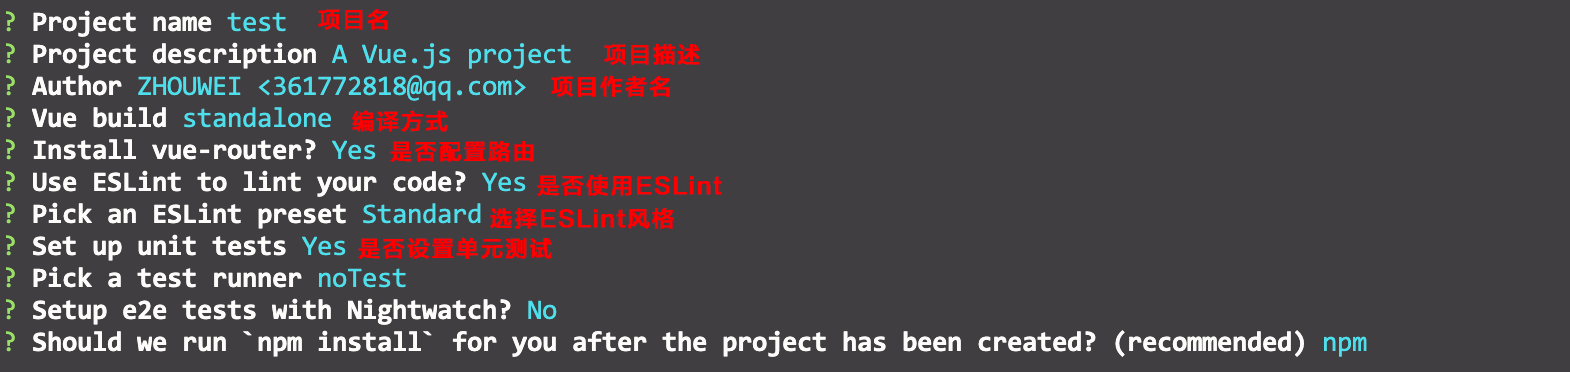 ? Project name test 项目名
? Project description A Vue.js project 项目描述
? Author ZHOUWEI <361772818@qq.com> 项目作者名
? Vue build standalone 编译方式
? Install vue-router? Yes 是否配置路由
? Use ESLint to lint your code? Yes 是否使用ESLint
? Pick an ESLint preset Standard 选择ESLint风格
? Set up unit tests Yes 是否设置单元测试
? Pick a test runner noTest
? Setup e2e tests with Nightwatch? No
? Should we run `npm install` for you after the project has been created? (recommended) npm